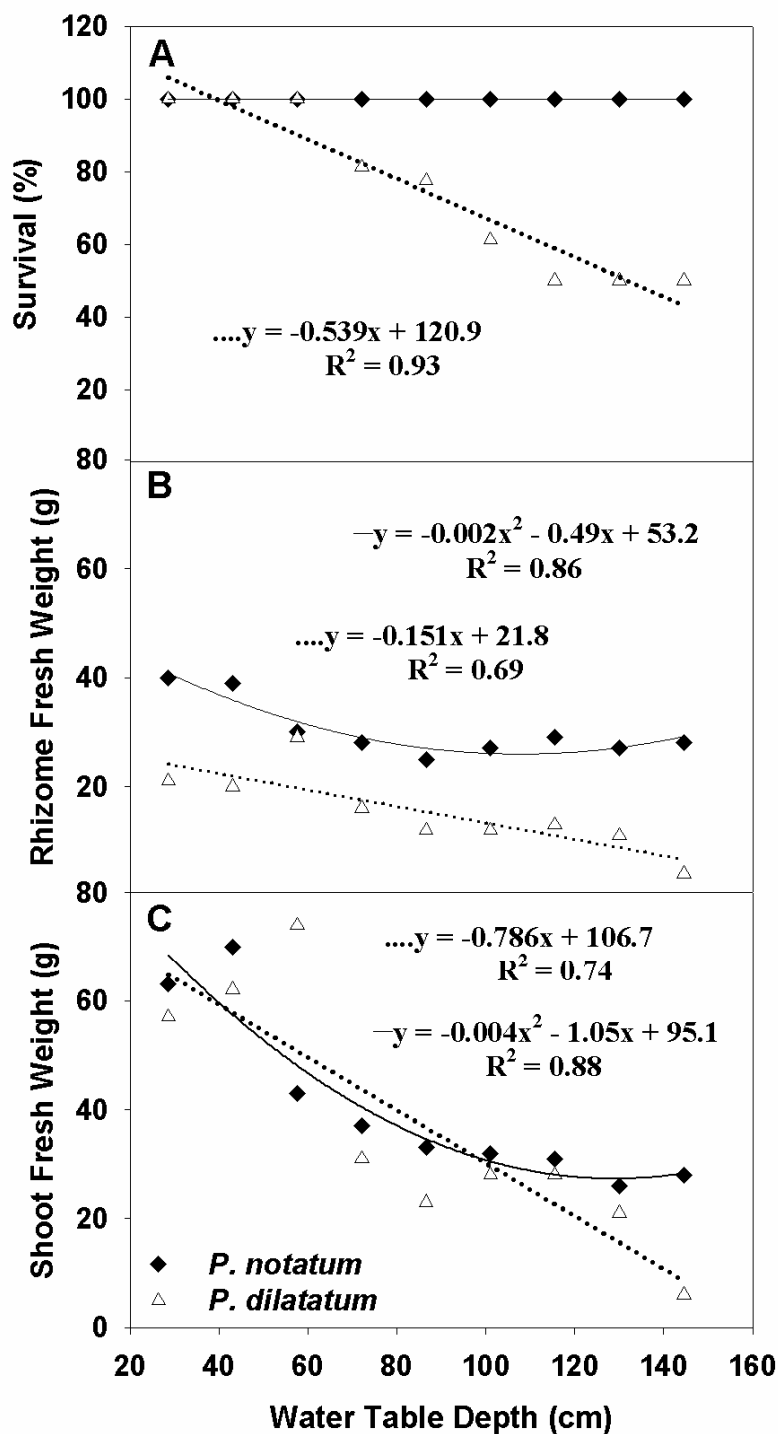 120
A
100
80
60
40
20
Survival (%)
....y = -0.539x + 120.9
R² = 0.93
80
B
60
40
20
Rhizome Fresh Weight (g)
—y = -0.002x² - 0.49x + 53.2
R² = 0.86
....y = -0.151x + 21.8
R² = 0.69
80
C
60
40
20
0
Shoot Fresh Weight (g)
....y = -0.786x + 106.7
R² = 0.74
—y = -0.004x² - 1.05x + 95.1
R² = 0.88
P. notatum
P. dilatatum
20 40 60 80 100 120 140 160
Water Table Depth (cm)